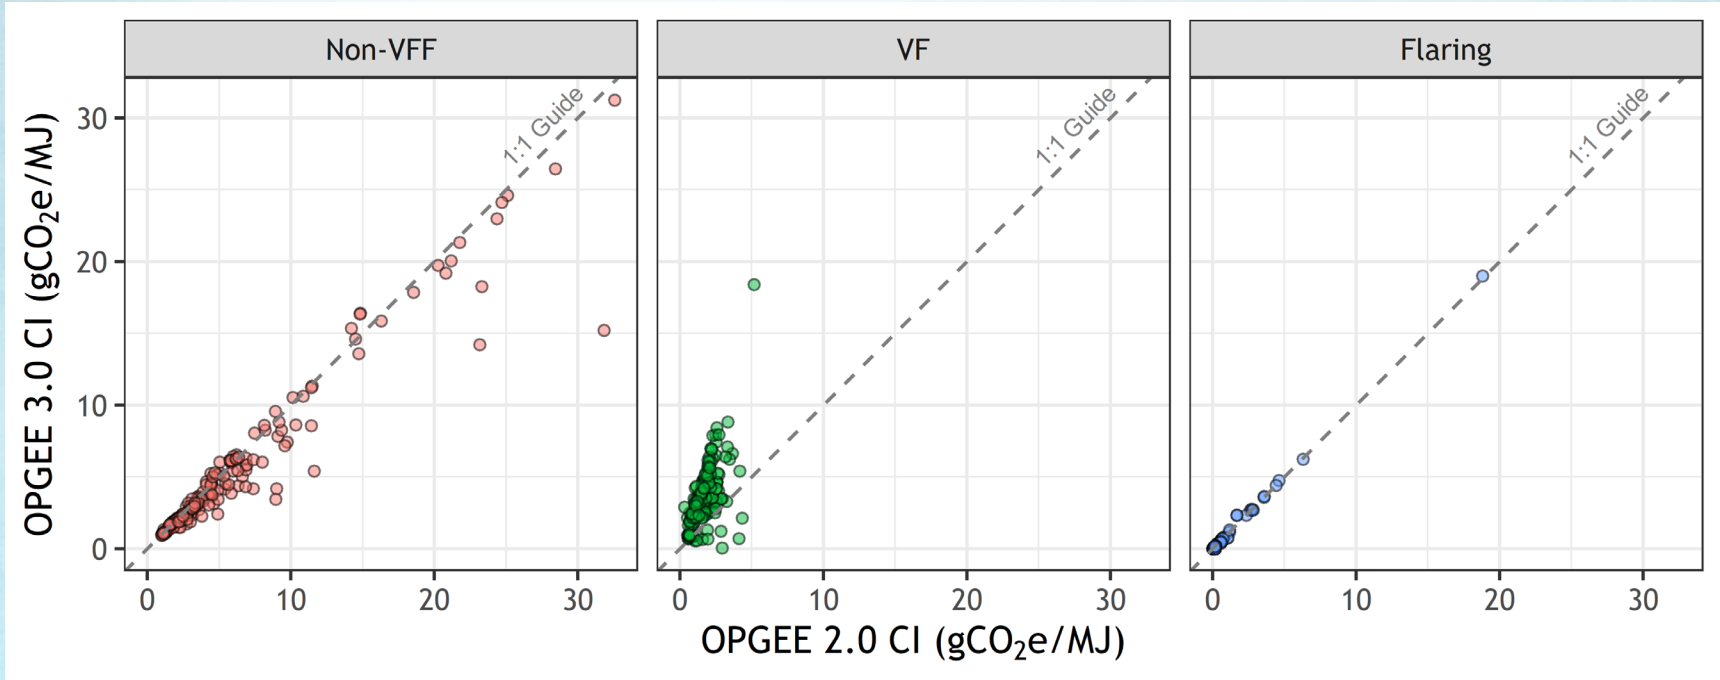 Non-VFF
VF
Flaring
OPGEE 3.0 CI (gCO₂e/MJ)
30
20
10
0
1:1 Guide
1:1 Guide
1:1 Guide
0 10 20 30
0 10 20 30
0 10 20 30
OPGEE 2.0 CI (gCO₂e/MJ)